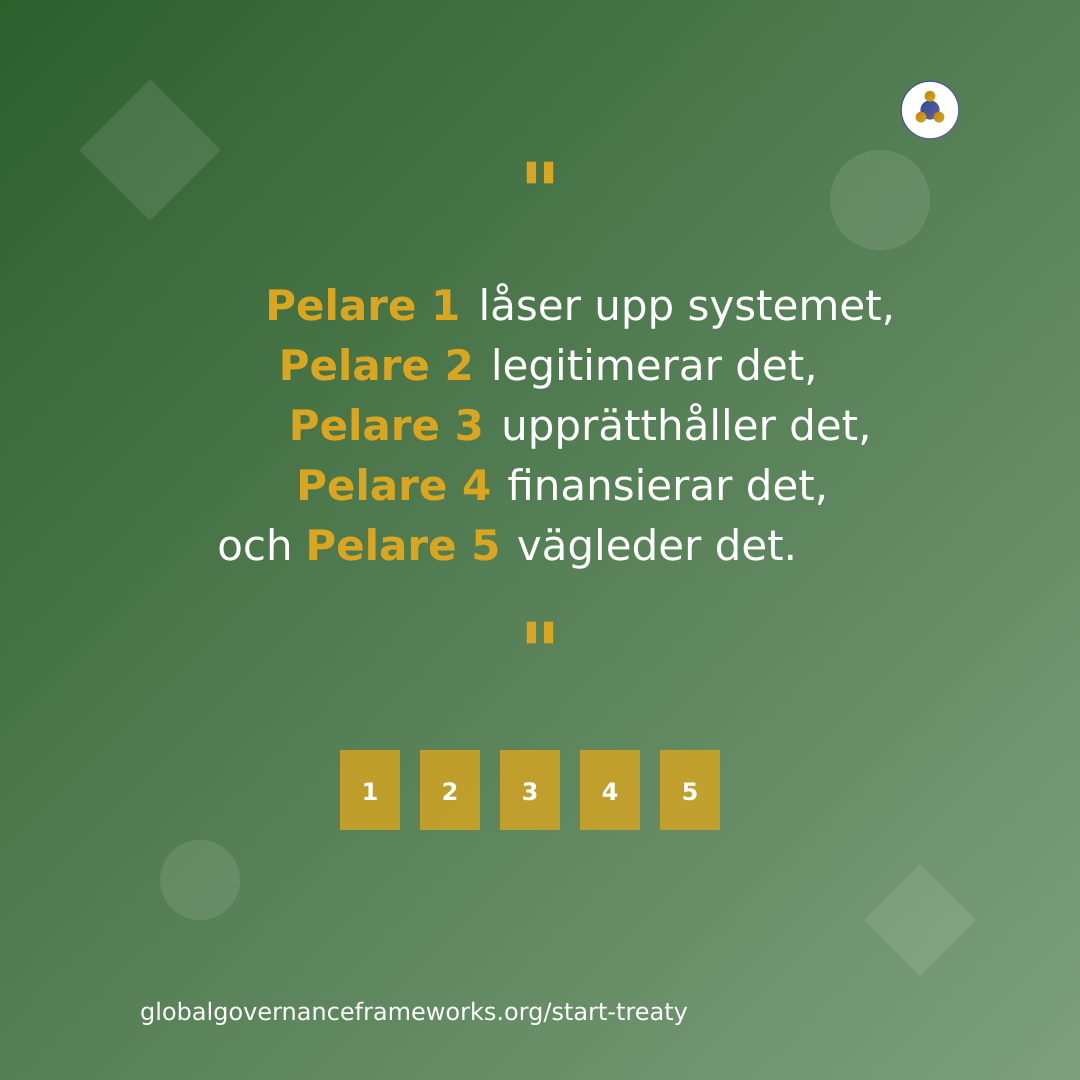 "
Pelare 1 låser upp systemet,
Pelare 2 legitimerar det,
Pelare 3 upprätthåller det,
Pelare 4 finansierar det,
och Pelare 5 vägleder det.
"
1 2 3 4 5
globalgovernanceframeworks.org/start-treaty